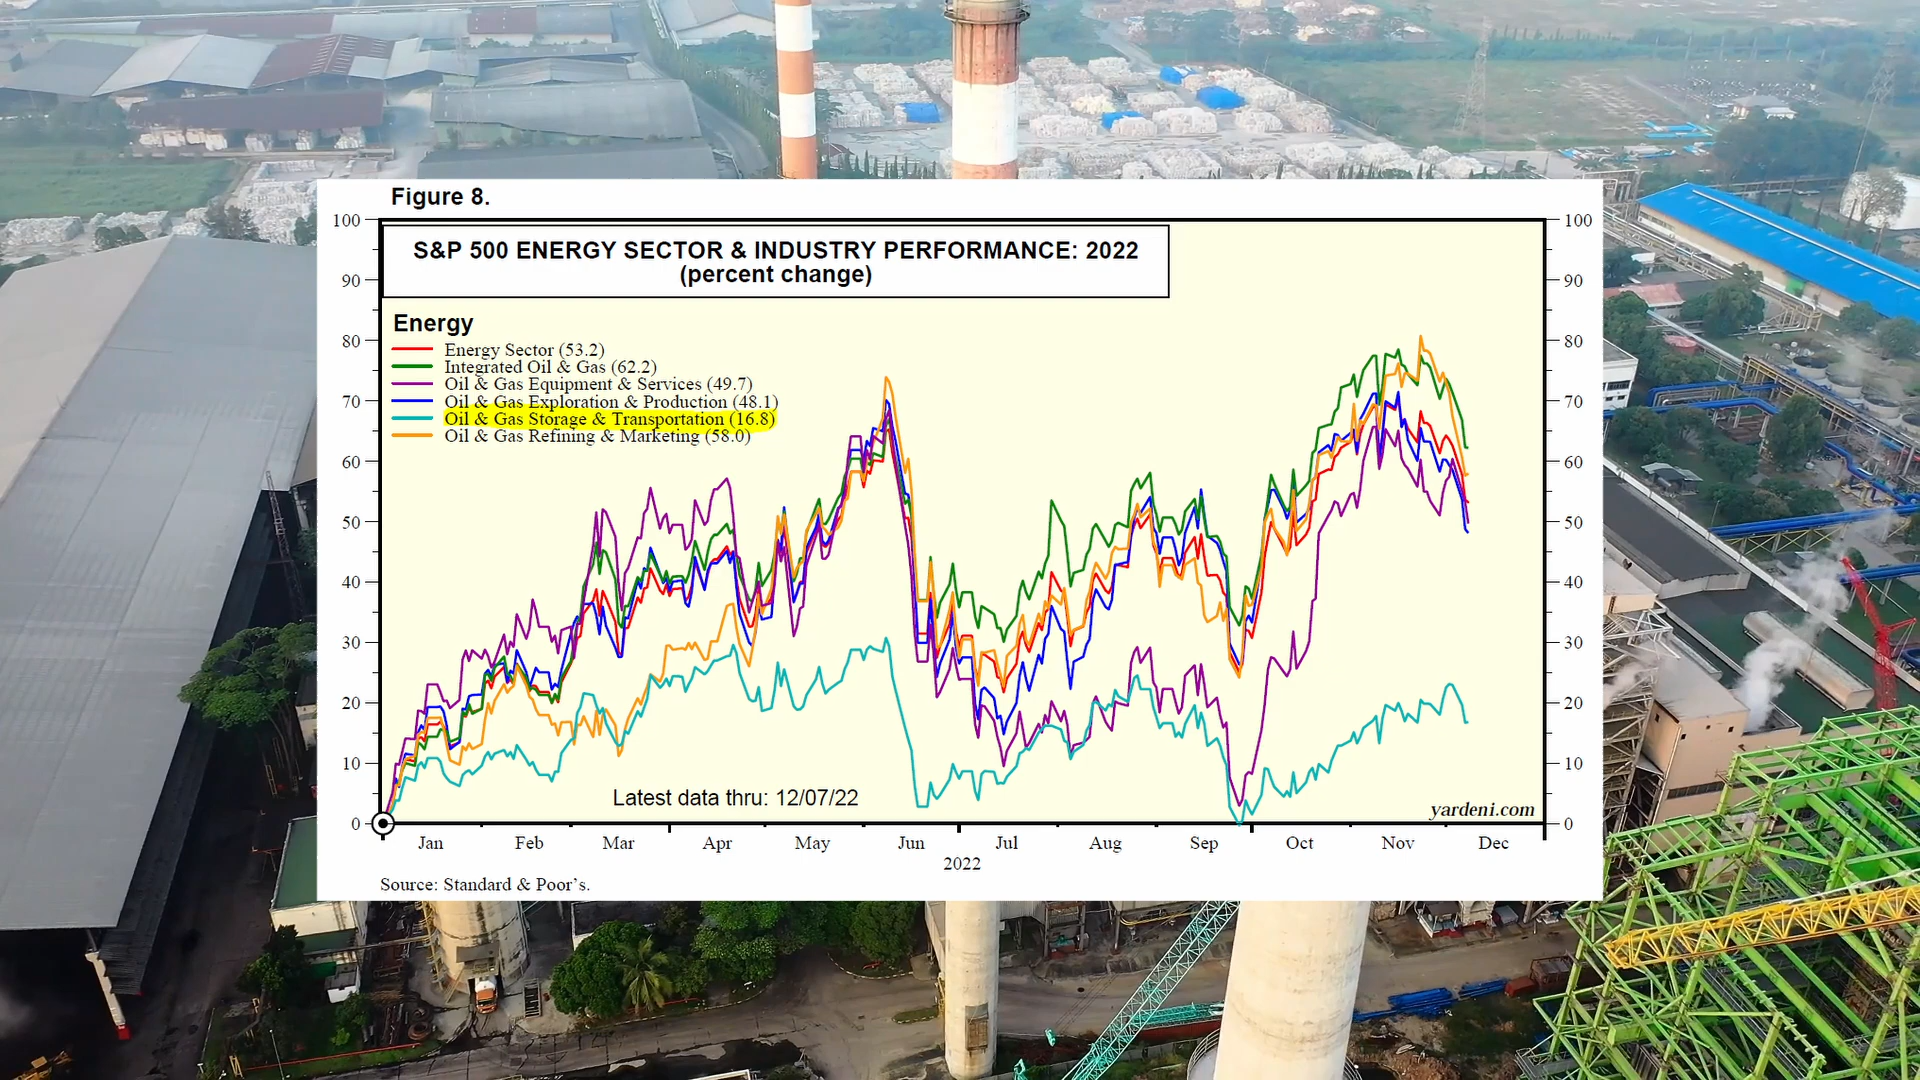 Figure 8.
S&P 500 ENERGY SECTOR & INDUSTRY PERFORMANCE: 2022
(percent change)
Energy
Energy Sector (53.2)
Integrated Oil & Gas (62.2)
Oil & Gas Equipment & Services (49.7)
Oil & Gas Exploration & Production (48.1)
Oil & Gas Storage & Transportation (16.8)
Oil & Gas Refining & Marketing (58.0)
100
90
80
70
60
50
40
30
20
10
0
100
90
80
70
60
50
40
30
20
10
0
Latest data thru: 12/07/22
yardeni.com
Jan Feb Mar Apr May Jun Jul Aug Sep Oct Nov Dec
2022
Source: Standard & Poor's.